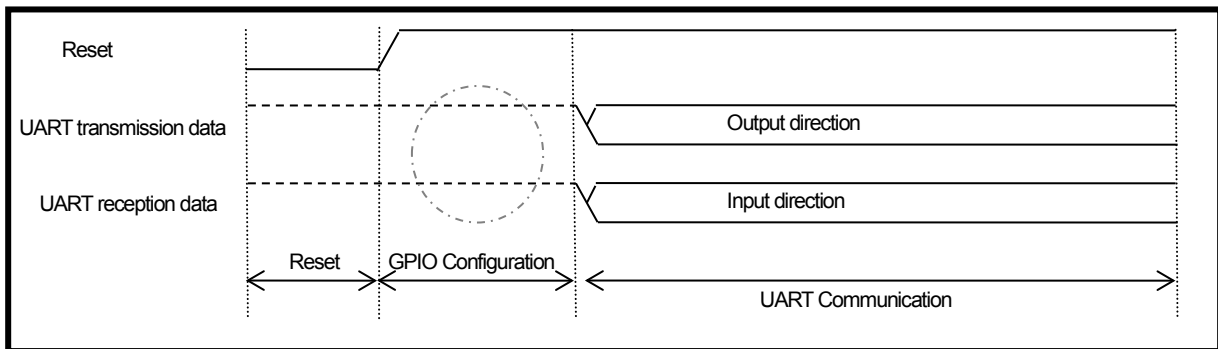 Reset
UART transmission data
Output direction
UART reception data
Input direction
Reset
GPIO Configuration
UART Communication